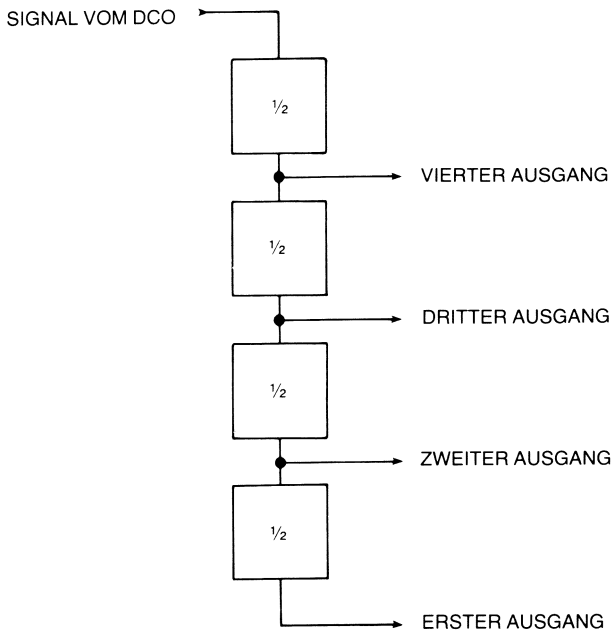 SIGNAL VOM DCO
½
VIERTER AUSGANG
½
DRITTER AUSGANG
½
ZWEITER AUSGANG
½
ERSTER AUSGANG